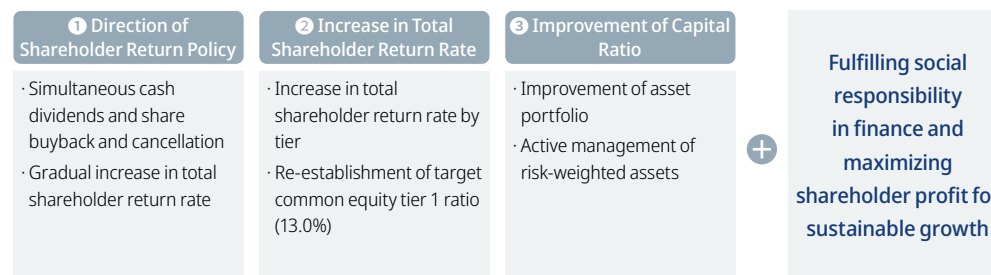 ❶ Direction of
Shareholder Return Policy
· Simultaneous cash
dividends and share
buyback and cancellation
· Gradual increase in total
shareholder return rate
❷ Increase in Total
Shareholder Return Rate
· Increase in total
shareholder return rate by
tier
· Re-establishment of target
common equity tier 1 ratio
(13.0%)
❸ Improvement of Capital
Ratio
· Improvement of asset
portfolio
· Active management of
risk-weighted assets
+
Fulfilling social
responsibility
in finance and
maximizing
shareholder profit fo
sustainable growth